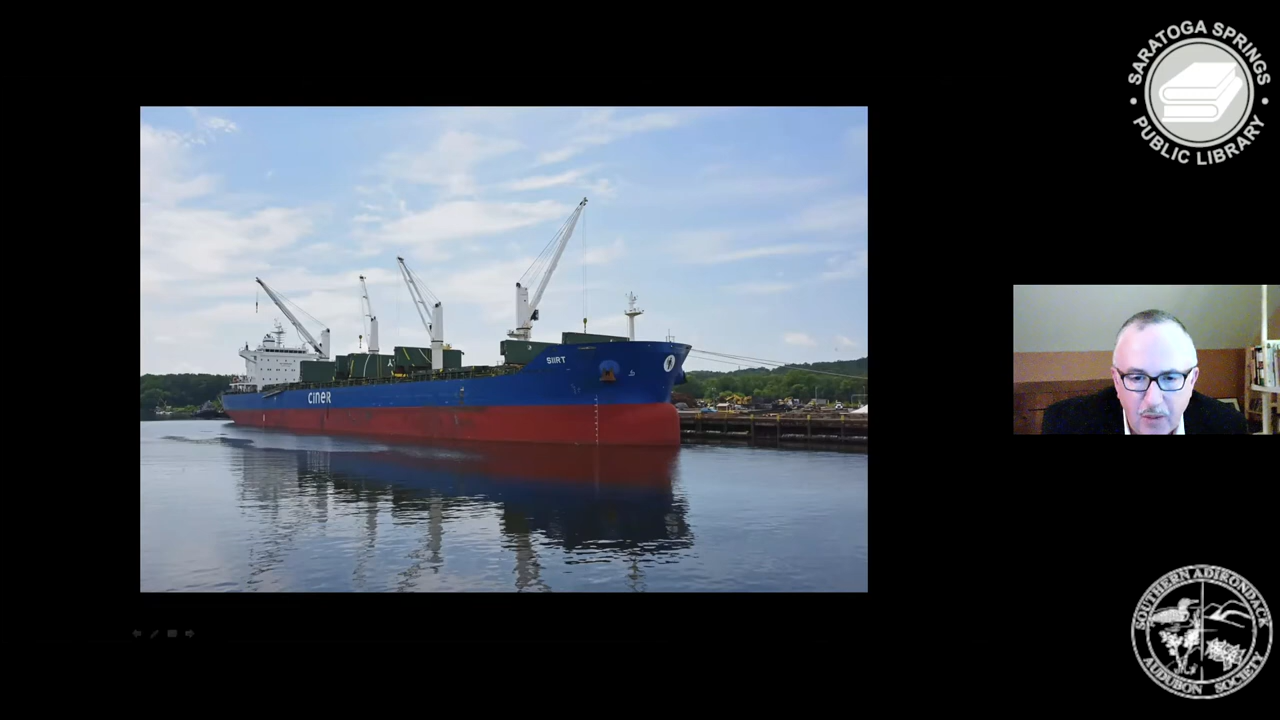 SARATOGA SPRINGS
PUBLIC LIBRARY
SIIRT
CINER
SOUTHERN ADIRONDACK
AUDUBON SOCIETY